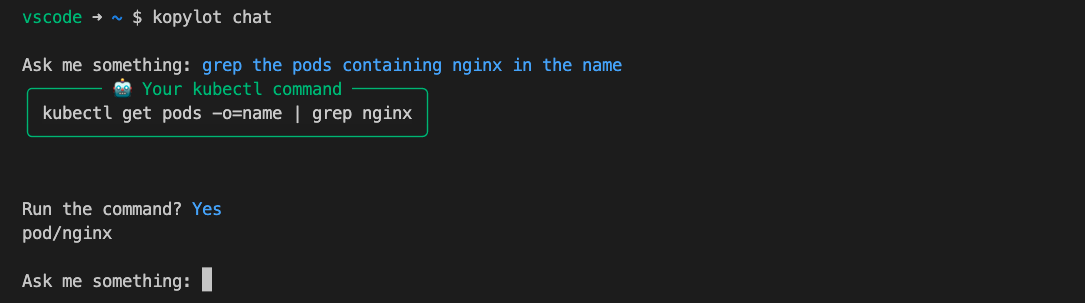 vscode ➜ ~ $ kopylot chat
Ask me something: grep the pods containing nginx in the name
🤖 Your kubectl command
kubectl get pods -o=name | grep nginx
Run the command? Yes
pod/nginx
Ask me something: